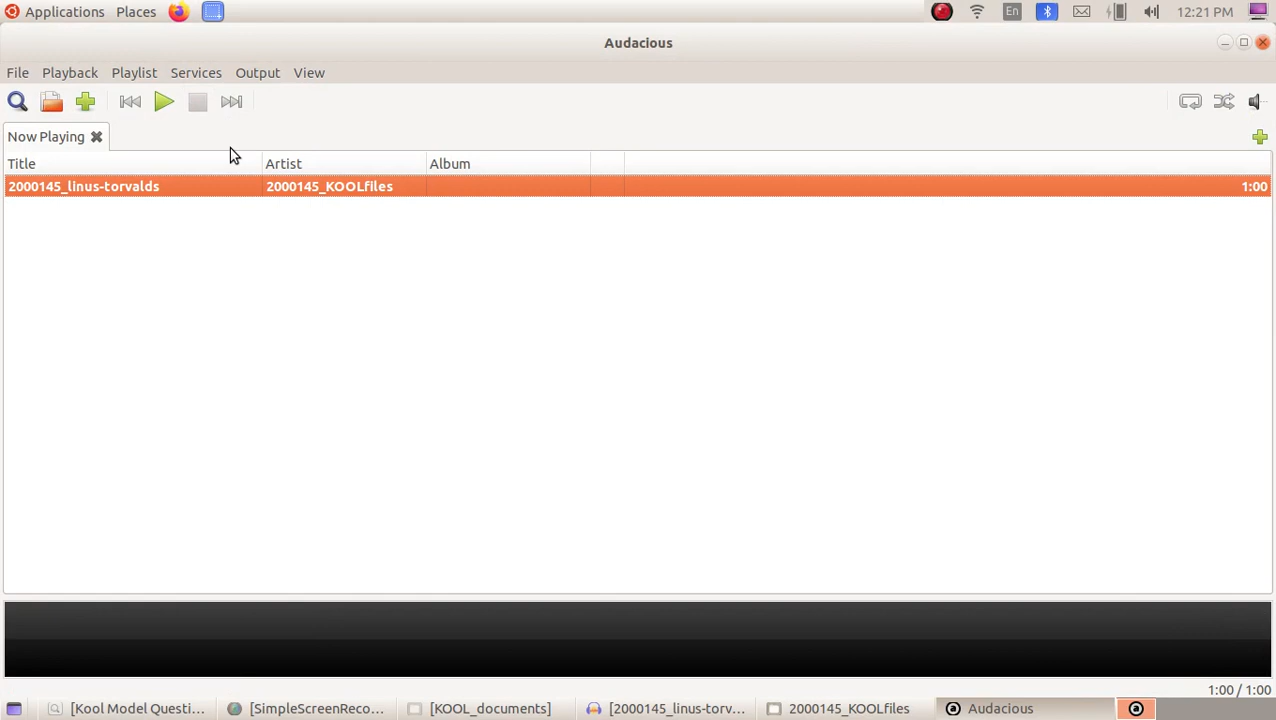 Applications Places En 12:21 PM
Audacious
File Playback Playlist Services Output View
Now Playing
Title Artist Album
2000145_linus-torvalds 2000145_KOOLfiles 1:00
1:00 / 1:00
[Kool Model Questi... [SimpleScreenReco... [KOOL_documents] [2000145_linus-torv... 2000145_KOOLfiles Audacious